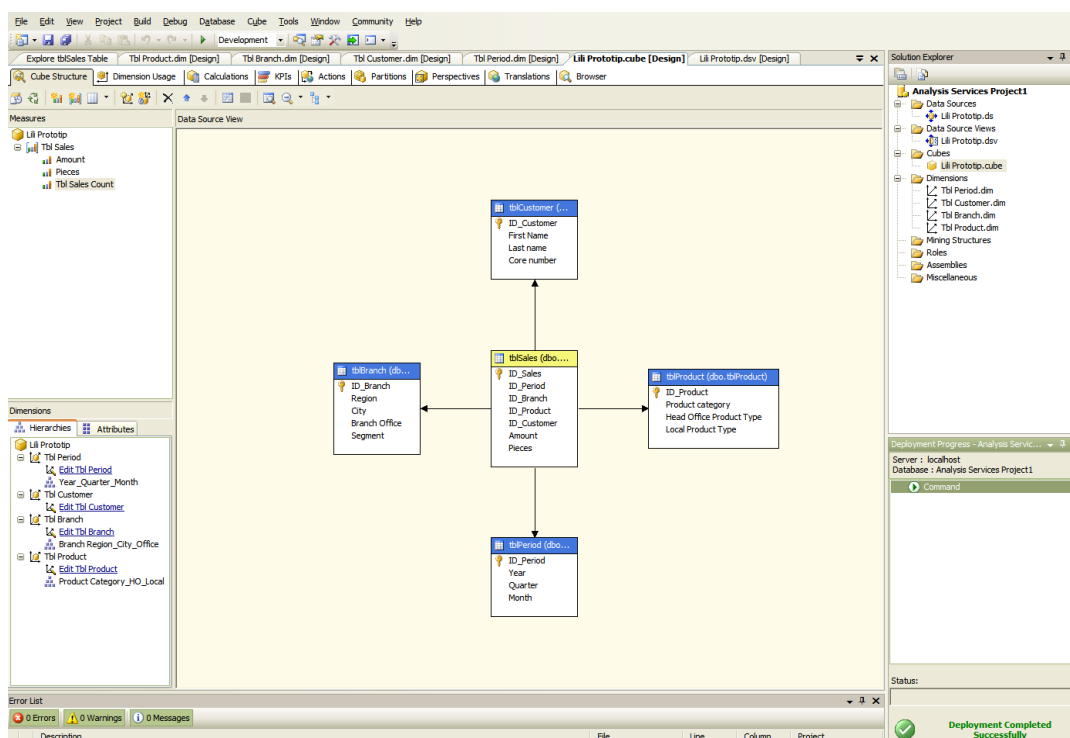 File Edit View Project Build Debug Database Cube Tools Window Community Help
Development
Explore tblSales Table Tbl Product.dim [Design] Tbl Branch.dim [Design] Tbl Customer.dim [Design] Tbl Period.dim [Design] Lili Prototip.cube [Design] Lili Prototip.dsv [Design]
Cube Structure Dimension Usage Calculations KPIs Actions Partitions Perspectives Translations Browser
Measures
Lili Prototip
Tbl Sales
Amount
Pieces
Tbl Sales Count
Dimensions
Hierarchies Attributes
Lili Prototip
Tbl Period
Edit Tbl Period
Year_Quarter_Month
Tbl Customer
Edit Tbl Customer
Tbl Branch
Edit Tbl Branch
Branch Region_City_Office
Tbl Product
Edit Tbl Product
Product Category_HO_Local
Data Source View
tblCustomer (...
ID_Customer
First Name
Last name
Core number
tblBranch (db...
ID_Branch
Region
City
Branch Office
Segment
tblSales (dbo....
ID_Sales
ID_Period
ID_Branch
ID_Product
ID_Customer
Amount
Pieces
tblProduct (dbo.tblProduct)
ID_Product
Product category
Head Office Product Type
Local Product Type
tblPeriod (dbo...
ID_Period
Year
Quarter
Month
Solution Explorer
Analysis Services Project1
Data Sources
Lili Prototip.ds
Data Source Views
Lili Prototip.dsv
Cubes
Lili Prototip.cube
Dimensions
Tbl Period.dim
Tbl Customer.dim
Tbl Branch.dim
Tbl Product.dim
Mining Structures
Roles
Assemblies
Miscellaneous
Deployment Progress - Analysis Servic...
Server : localhost
Database : Analysis Services Project1
Command
Status:
Deployment Completed
Successfully
Error List
0 Errors 0 Warnings 0 Messages
Description File Line Column Project